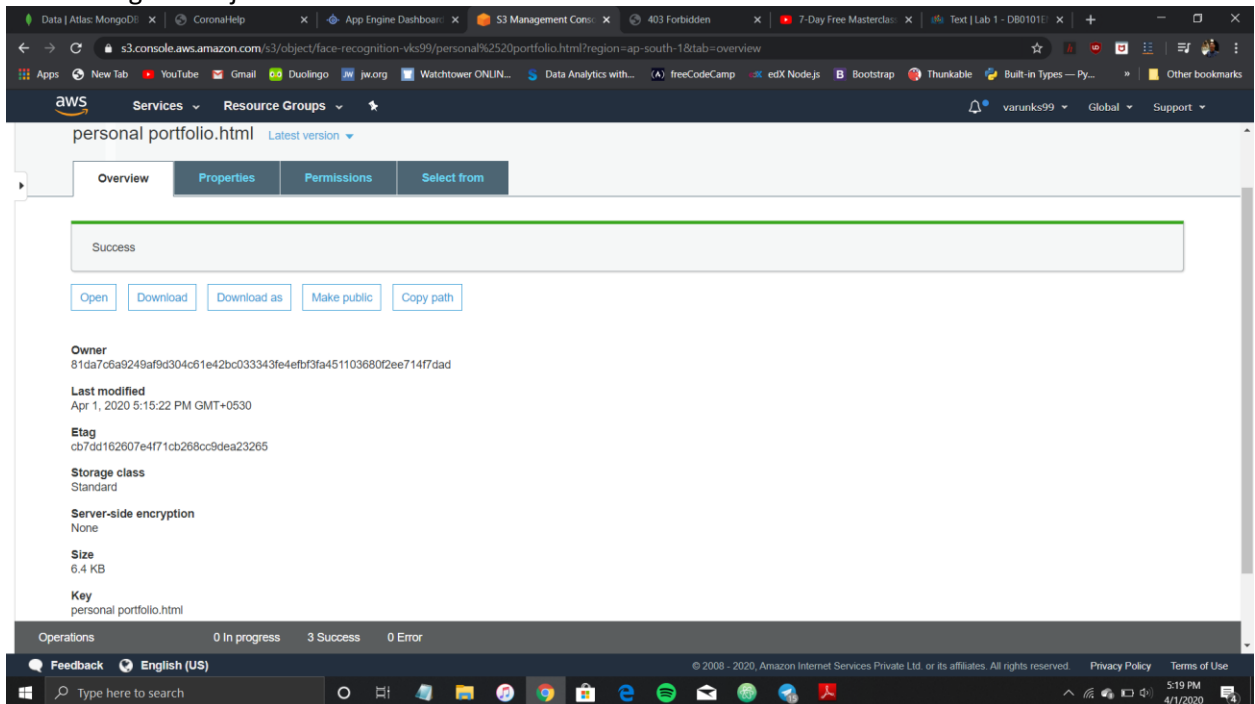 Data | Atlas: MongoDB
CoronaHelp
App Engine Dashboard
S3 Management Conso
403 Forbidden
7-Day Free Masterclass
Text | Lab 1 - DB0101E
s3.console.aws.amazon.com/s3/object/face-recognition-vks99/personal%2520portfolio.html?region=ap-south-1&tab=overview
Apps New Tab YouTube Gmail Duolingo jw.org Watchtower ONLIN... Data Analytics with... freeCodeCamp edX Node.js Bootstrap Thunkable Built-in Types — Py... » Other bookmarks
aws Services Resource Groups varunks99 Global Support
personal portfolio.html Latest version
Overview Properties Permissions Select from
Success
Open Download Download as Make public Copy path
Owner
81da7c6a9249af9d304c61e42bc033343fe4efbf3fa451103680f2ee714f7dad
Last modified
Apr 1, 2020 5:15:22 PM GMT+0530
Etag
cb7dd162607e4f71cb268cc9dea23265
Storage class
Standard
Server-side encryption
None
Size
6.4 KB
Key
personal portfolio.html
Operations 0 In progress 3 Success 0 Error
Feedback English (US) © 2008 - 2020, Amazon Internet Services Private Ltd. or its affiliates. All rights reserved. Privacy Policy Terms of Use
Type here to search
5:19 PM
4/1/2020